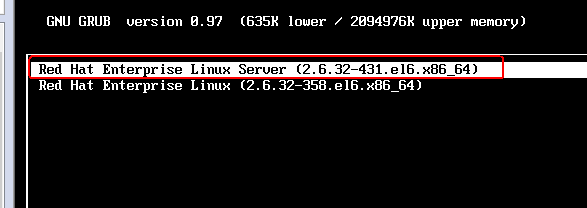 GNU GRUB  version 0.97  (635K lower / 2094976K upper memory)
Red Hat Enterprise Linux Server (2.6.32-431.el6.x86_64)
Red Hat Enterprise Linux (2.6.32-358.el6.x86_64)